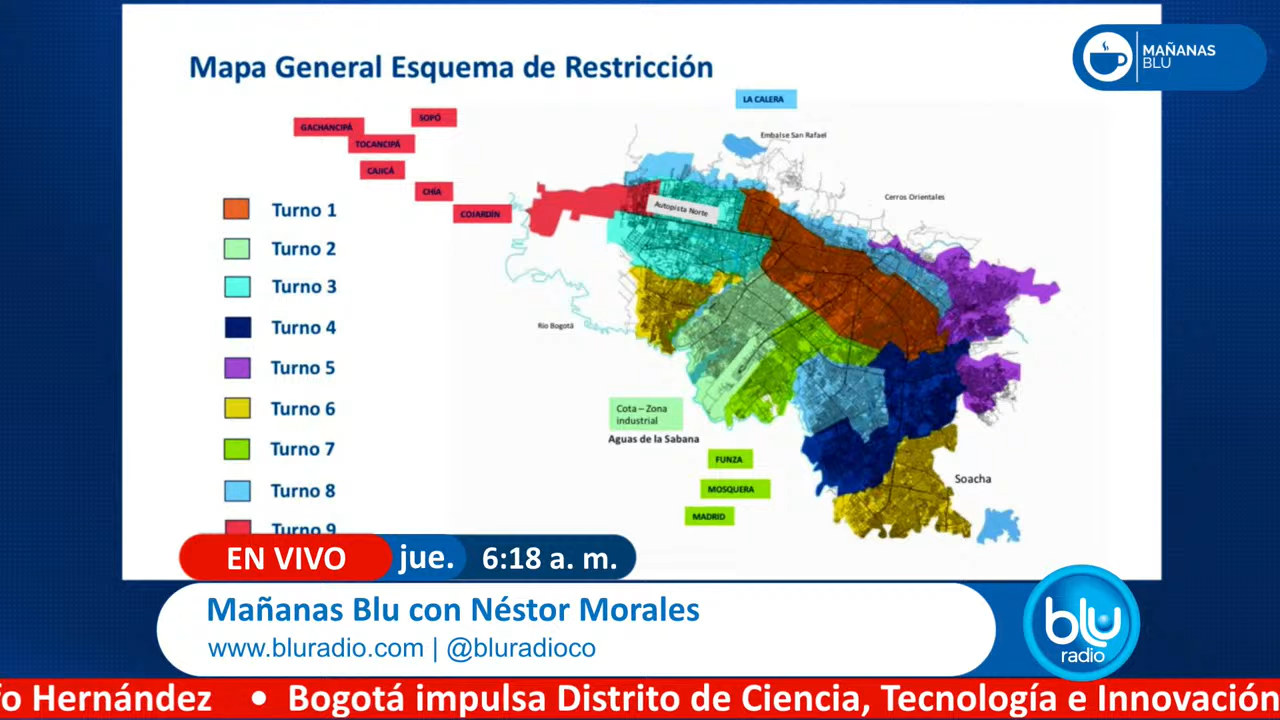 Mapa General Esquema de Restricción
MAÑANAS
BLU
LA CALERA
SOPÓ
GACHANCIPÁ
Embalse San Rafael
TOCANCIPÁ
CAJICÁ
CHÍA
Cerros Orientales
COJARDÍN
Autopista Norte
Turno 1
Turno 2
Turno 3
Turno 4
Turno 5
Turno 6
Turno 7
Turno 8
Turno 9
Río Bogotá
Cota – Zona
industrial
Aguas de la Sabana
FUNZA
MOSQUERA
MADRID
Soacha
EN VIVO jue. 6:18 a. m.
Mañanas Blu con Néstor Morales
www.bluradio.com | @bluradioco
blu
radio
fo Hernández • Bogotá impulsa Distrito de Ciencia, Tecnología e Innovación